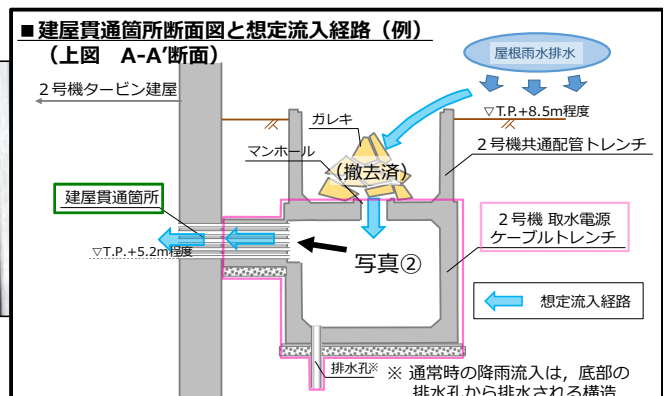 ■建屋貫通箇所断面図と想定流入経路（例）
（上図　A-A’断面）
屋根雨水排水
２号機タービン建屋
ガレキ
▽T.P.+8.5m程度
マンホール
２号機共通配管トレンチ
（撤去済）
建屋貫通箇所
２号機 取水電源
ケーブルトレンチ
▽T.P.+5.2m程度
写真②
想定流入経路
排水孔※
※ 通常時の降雨流入は，底部の
排水孔から排水される構造